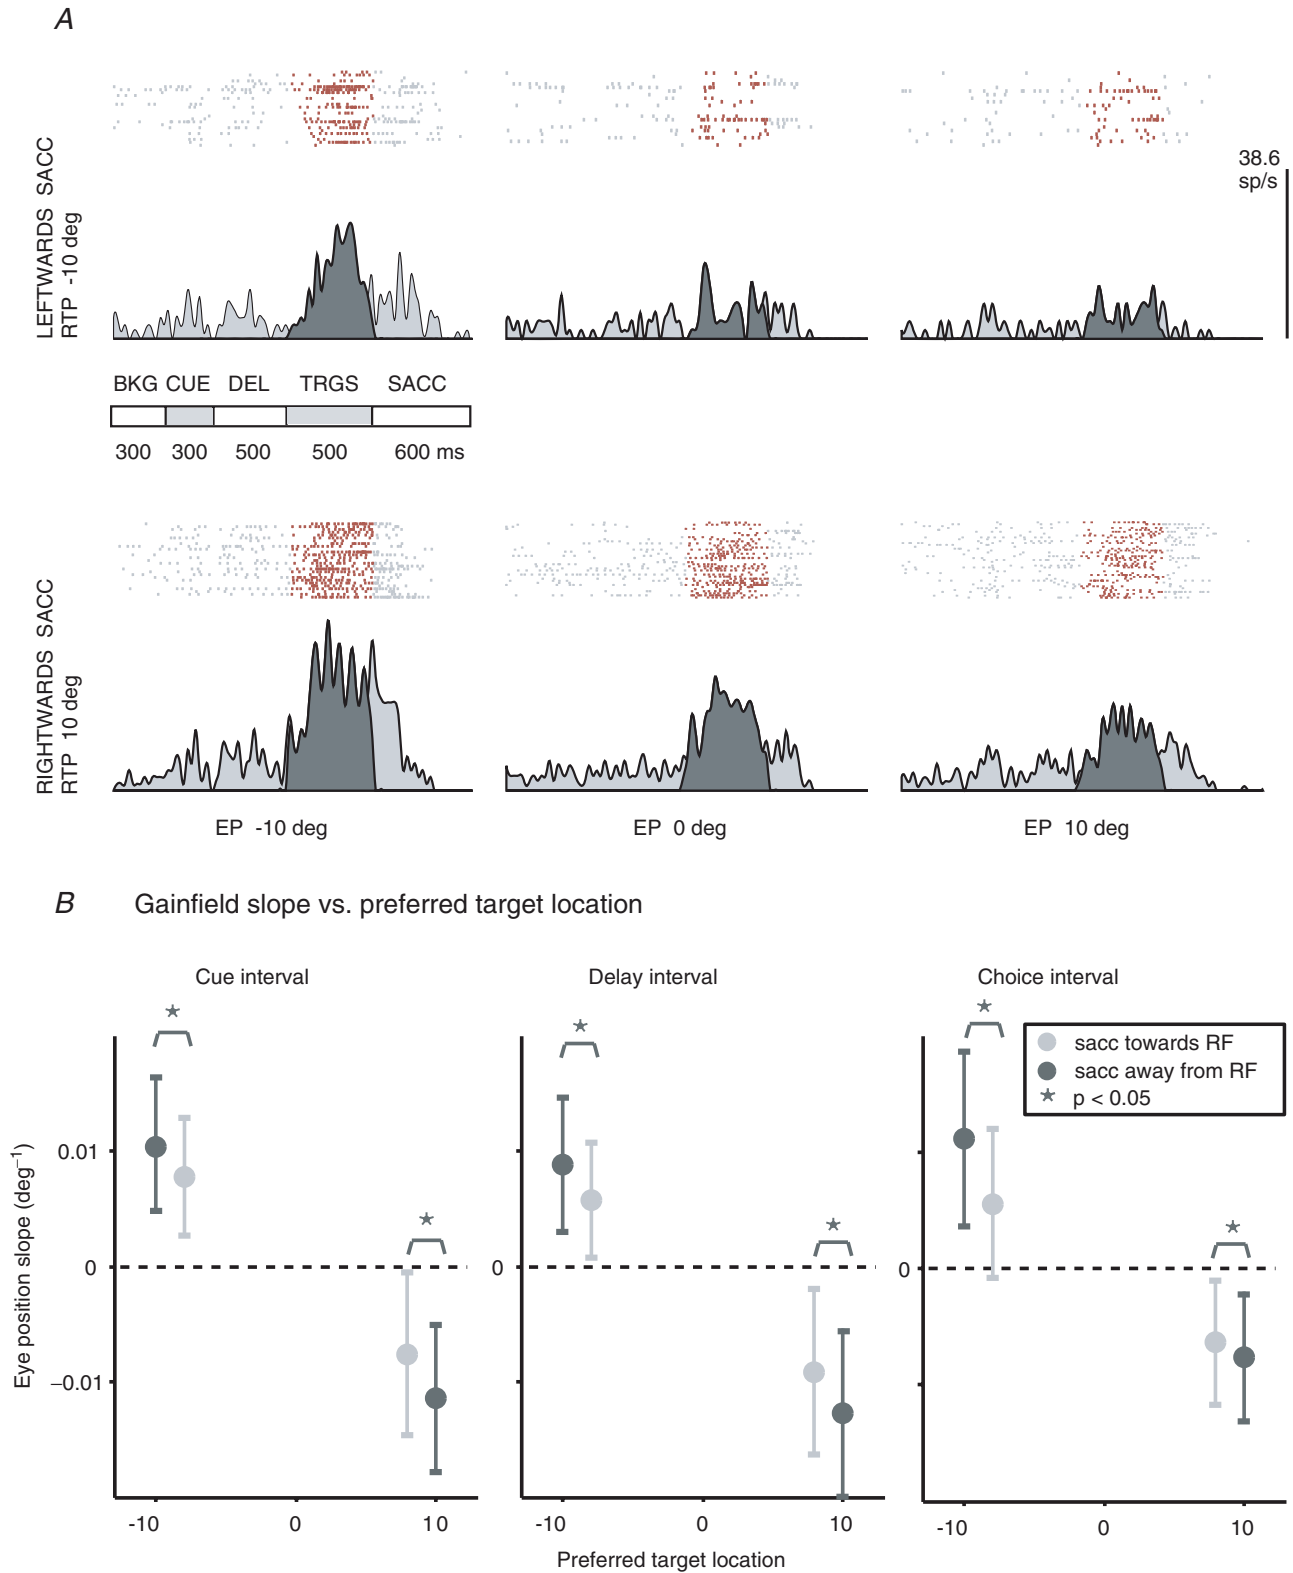 A
LEFTWARDS SACC
RTP -10 deg
38.6
sp/s
BKG CUE DEL TRGS SACC
300 300 500 500 600 ms
RIGHTWARDS SACC
RTP 10 deg
EP -10 deg
EP 0 deg
EP 10 deg
B Gainfield slope vs. preferred target location
Cue interval
Delay interval
Choice interval
sacc towards RF
sacc away from RF
p < 0.05
Eye position slope (deg⁻¹)
0.01
0
−0.01
0
0
-10 0 10
-10 0 10
-10 0 10
Preferred target location